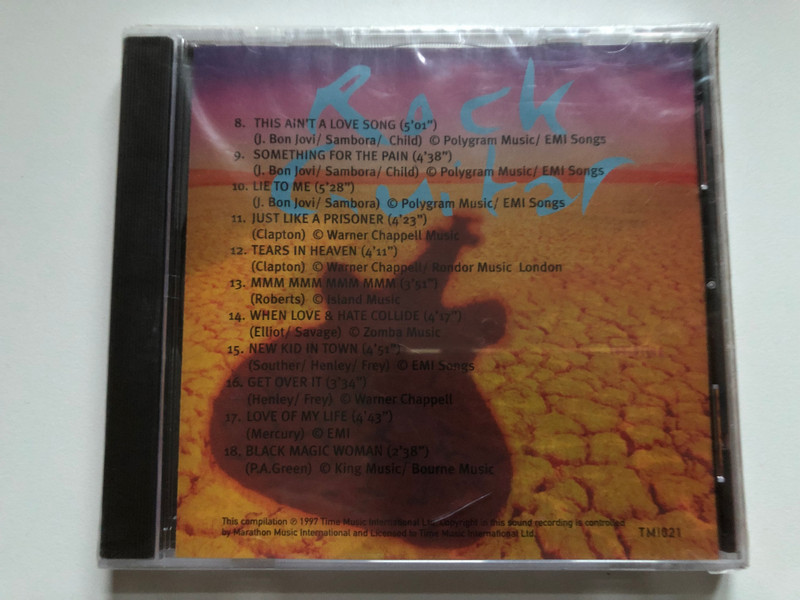 Rock
Guitar
8. THIS AIN'T A LOVE SONG (5'01")
(J. Bon Jovi/ Sambora/ Child) © Polygram Music/ EMI Songs
9. SOMETHING FOR THE PAIN (4'38")
(J. Bon Jovi/ Sambora/ Child) © Polygram Music/ EMI Songs
10. LIE TO ME (5'28")
(J. Bon Jovi/ Sambora) © Polygram Music/ EMI Songs
11. JUST LIKE A PRISONER (4'23")
(Clapton) © Warner Chappell Music
12. TEARS IN HEAVEN (4'11")
(Clapton) © Warner Chappell/ Rondor Music London
13. MMM MMM MMM MMM (3'51")
(Roberts) © Island Music
14. WHEN LOVE & HATE COLLIDE (4'17")
(Elliot/ Savage) © Zomba Music
15. NEW KID IN TOWN (4'51")
(Souther/ Henley/ Frey) © EMI Songs
16. GET OVER IT (3'34")
(Henley/ Frey) © Warner Chappell
17. LOVE OF MY LIFE (4'43")
(Mercury) © EMI
18. BLACK MAGIC WOMAN (2'38")
(P.A.Green) © King Music/ Bourne Music
This compilation ℗ 1997 Time Music International Ltd. Copyright in this sound recording is controlled
by Marathon Music International and Licensed to Time Music International Ltd.
TMI021